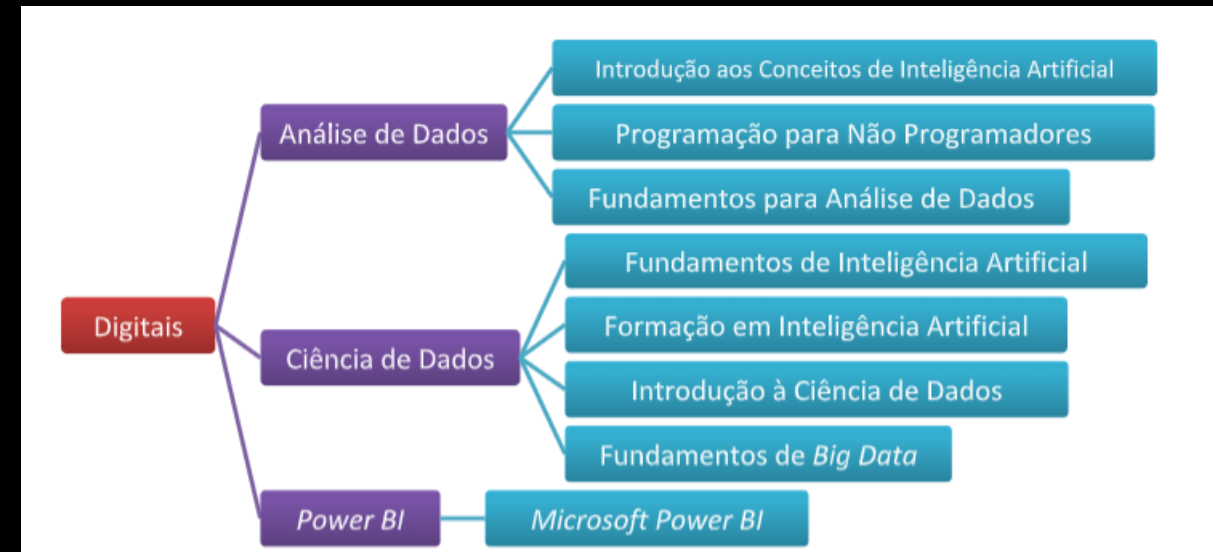 Digitais
Análise de Dados
Introdução aos Conceitos de Inteligência Artificial
Programação para Não Programadores
Fundamentos para Análise de Dados
Ciência de Dados
Fundamentos de Inteligência Artificial
Formação em Inteligência Artificial
Introdução à Ciência de Dados
Fundamentos de Big Data
Power BI
Microsoft Power BI